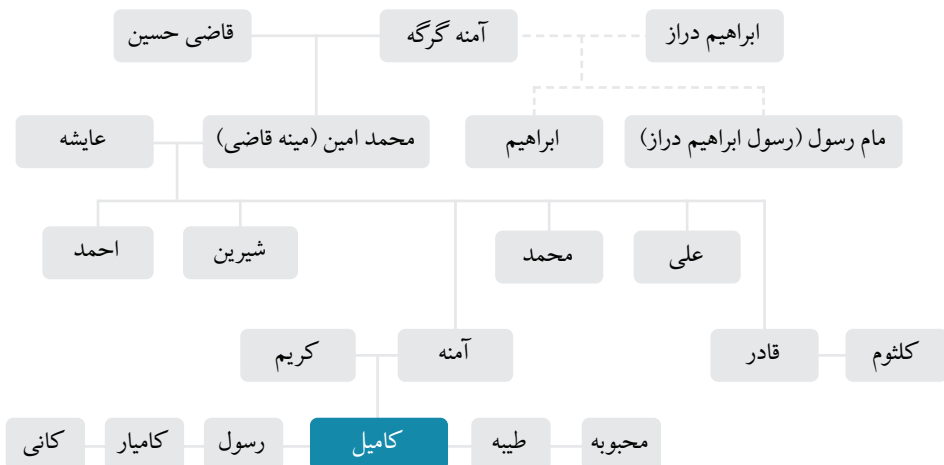 ابراهیم دراز
آمنه گرگه
قاضی حسین
مام رسول (رسول ابراهیم دراز)
ابراهیم
محمد امین (مینه قاضی)
عایشه
علی
محمد
شیرین
احمد
کلثوم
قادر
آمنه
کریم
محبوبه
طیبه
کامیل
رسول
کامیار
کانی